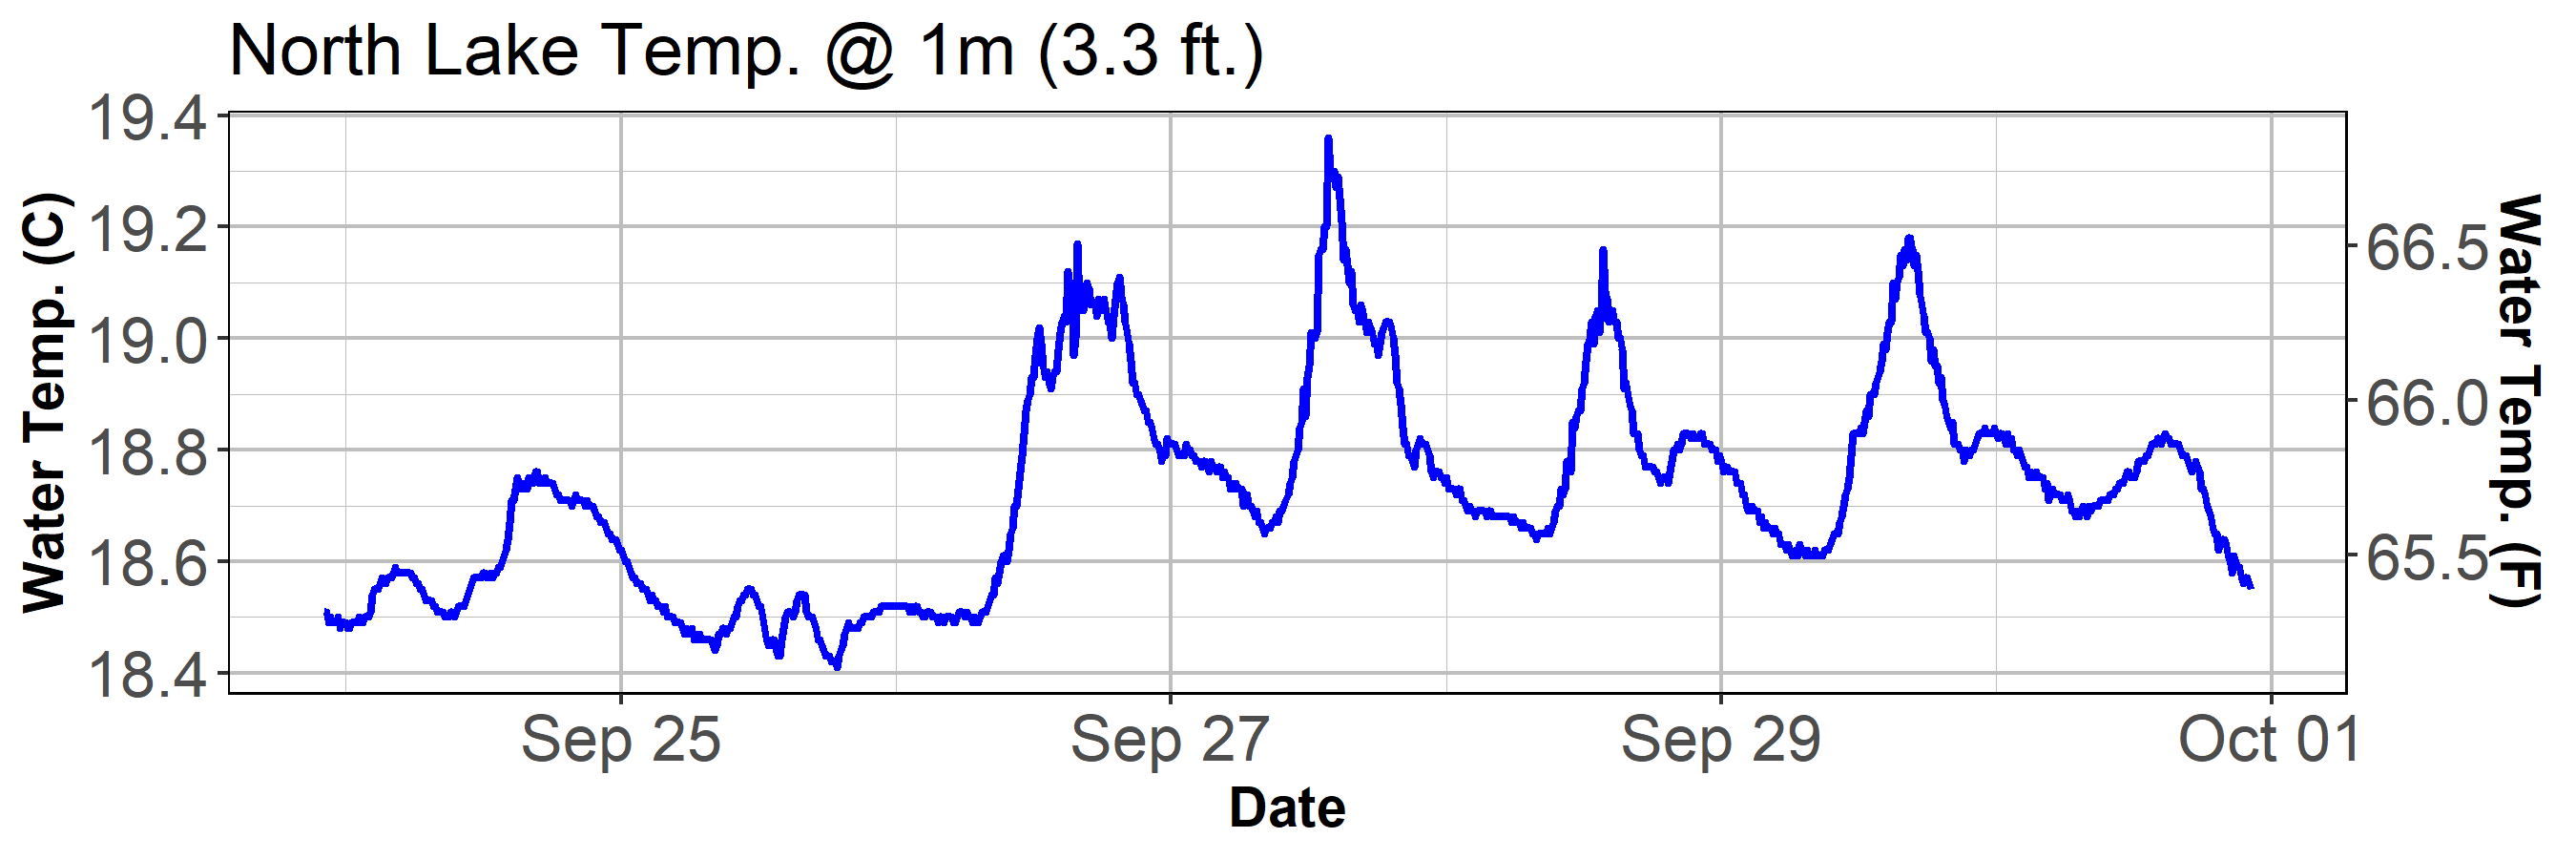 North Lake Temp. @ 1m (3.3 ft.)
Water Temp. (C)
19.4
19.2
19.0
18.8
18.6
18.4
66.5
66.0
65.5
Water Temp. (F)
Sep 25
Sep 27
Sep 29
Oct 01
Date